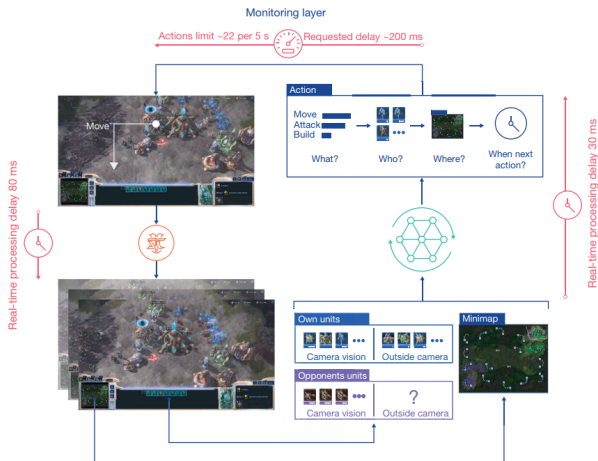 Monitoring layer
Actions limit ~22 per 5 s
Requested delay ~200 ms
Action
Move
Attack
Build
What?
Who?
Where?
When next
action?
Move
Real-time processing delay 80 ms
Real-time processing delay 30 ms
Own units
Camera vision
Outside camera
Minimap
Opponents units
Camera vision
?
Outside camera